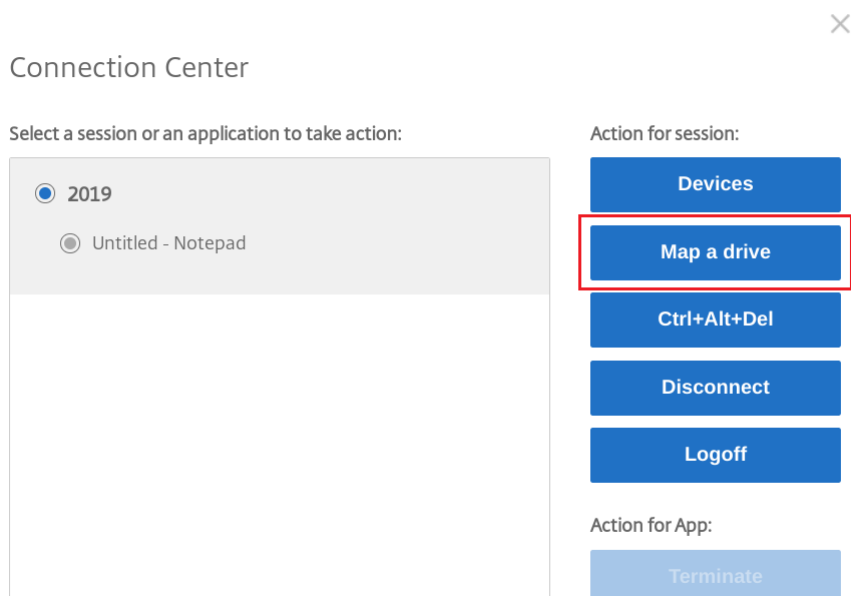 Connection Center
Select a session or an application to take action:
2019
Untitled - Notepad
Action for session:
Devices
Map a drive
Ctrl+Alt+Del
Disconnect
Logoff
Action for App:
Terminate